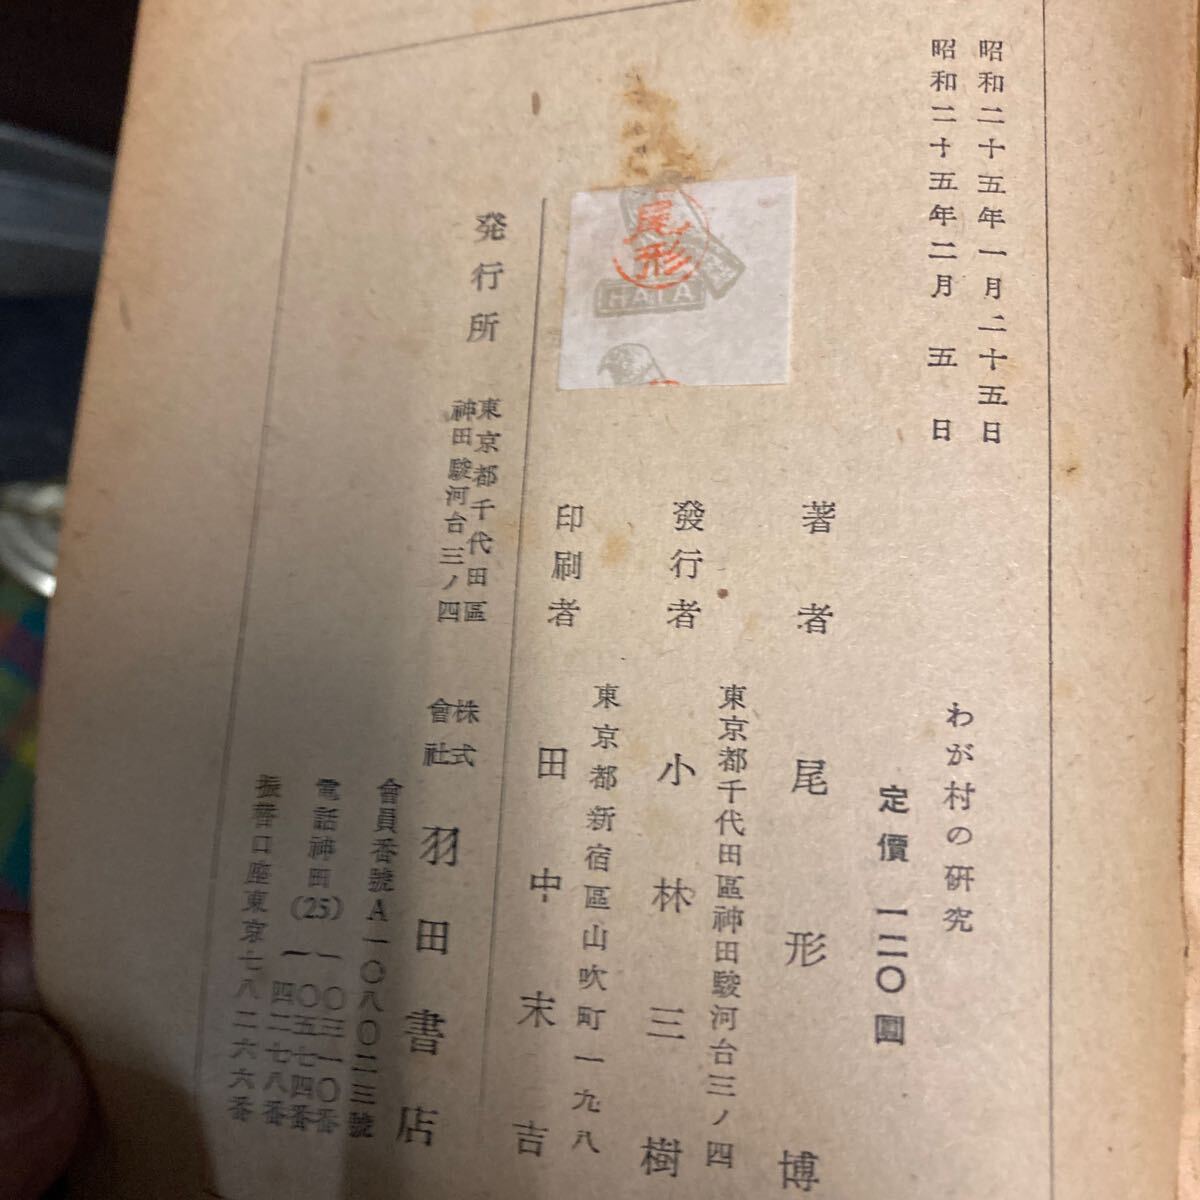 昭和二十五年一月二十五日
昭和二十五年二月五日
わが村の研究
定價一二〇圓
著者
尾形博
發行者
東京都千代田區神田駿河台三ノ四
小林三樹
印刷者
東京都新宿區山吹町一九八
田中末吉
尾形
HATA
発行所
東京都千代田區
神田駿河台三ノ四
株式
會社
羽田書店
會員番號A一〇八〇二三號
電話神田(25)一〇三一〇番
一〇五七四番
一四二七八番
振替口座東京七八二六六番